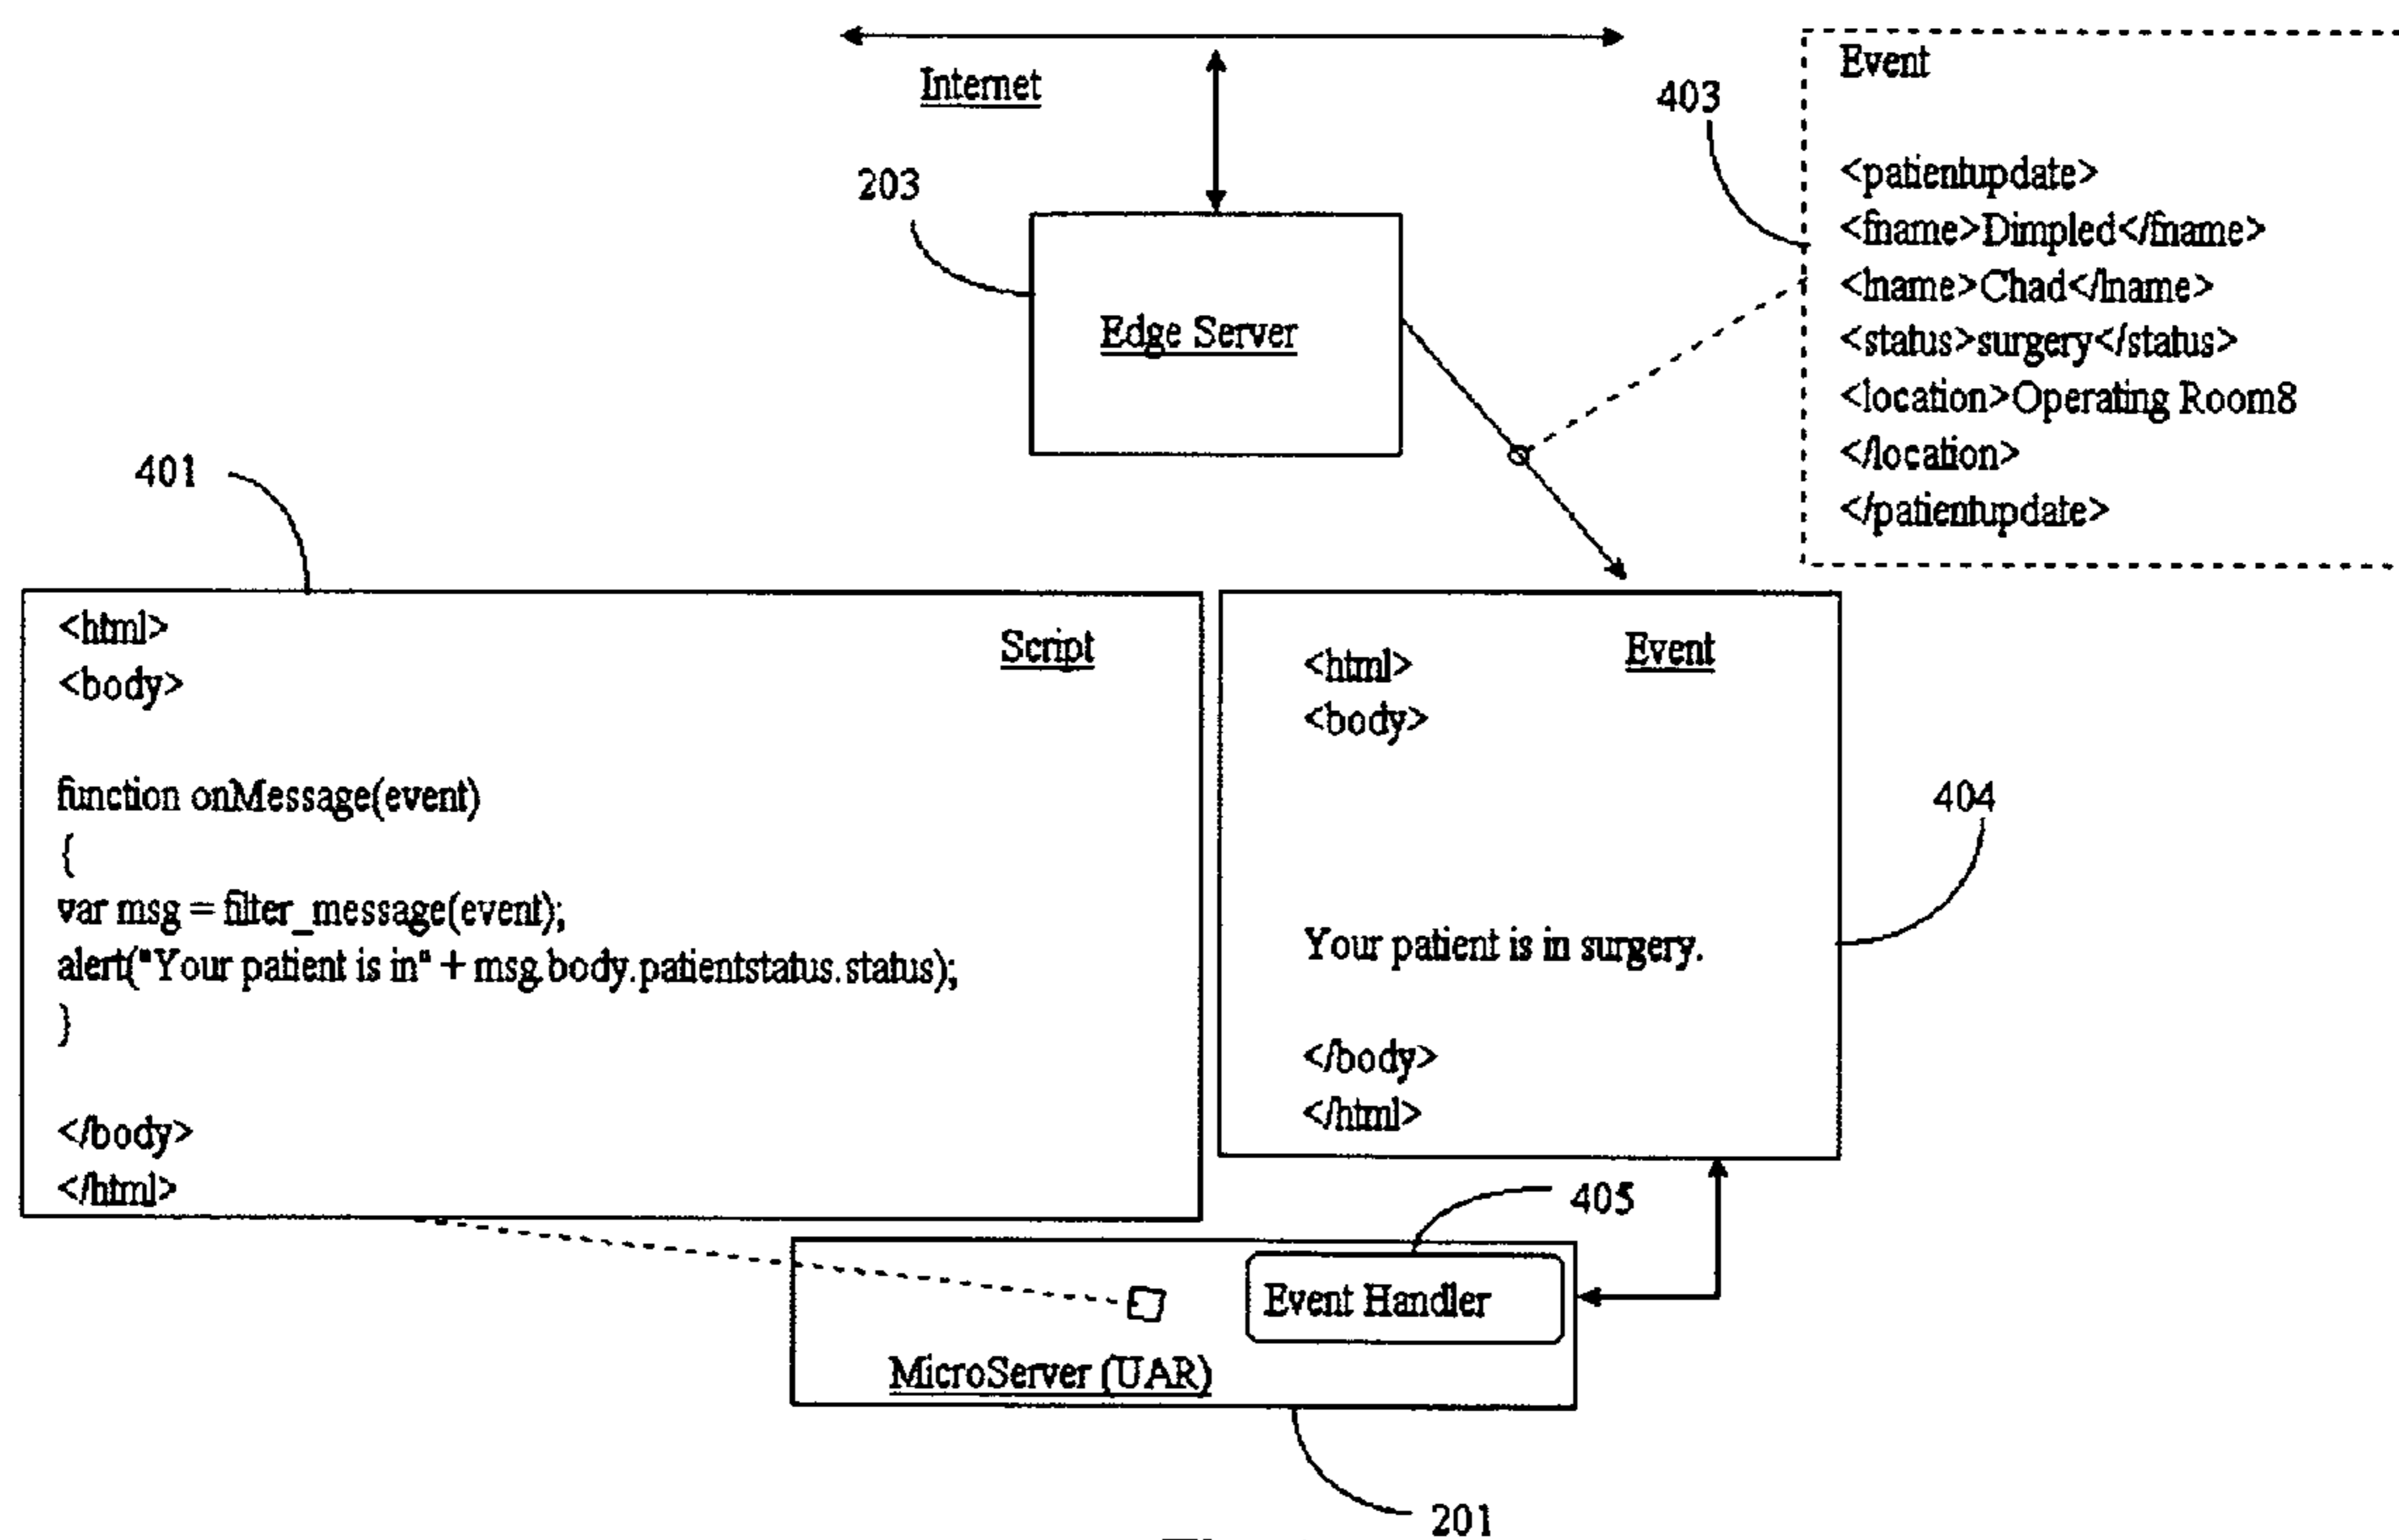 Internet
403
Event
<patientupdate>
<fname>Dimpled</fname>
<lname>Chad</lname>
<status>surgery</status>
<location>Operating Room8
</location>
</patientupdate>
203
Edge Server
401
Script
<html>
<body>
function onMessage(event)
{
var msg = filter_message(event);
alert("Your patient is in" + msg.body.patientstatus.status);
}
</body>
</html>
Event
<html>
<body>
Your patient is in surgery.
</body>
</html>
404
405
Event Handler
MicroServer (UAR)
201